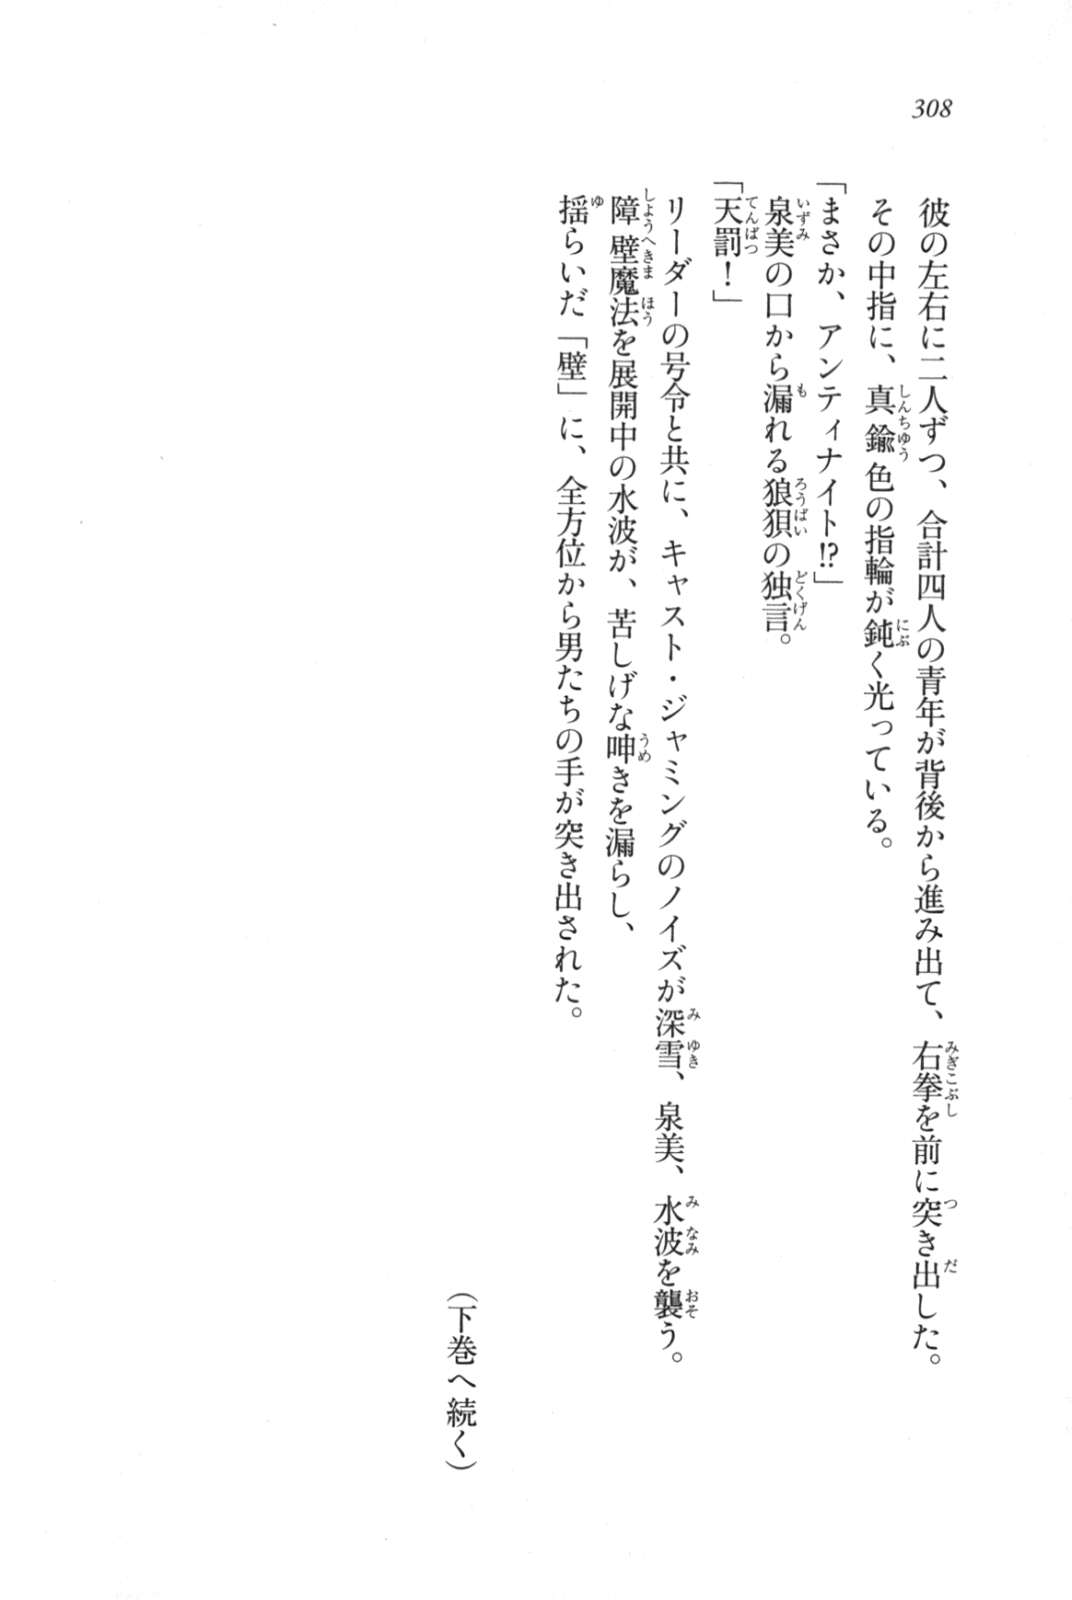 308
彼の左右に二人ずつ、合計四人の青年が背後から進み出て、右拳を前に突き出した。
その中指に、真鍮色の指輪が鈍く光っている。
「まさか、アンティナイト!?」
泉美の口から漏れる狼狽の独言。
「天罰！」
リーダーの号令と共に、キャスト・ジャミングのノイズが深雪、泉美、水波を襲う。
障壁魔法を展開中の水波が、苦しげな呻きを漏らし、
揺らいだ「壁」に、全方位から男たちの手が突き出された。
（下巻へ続く）